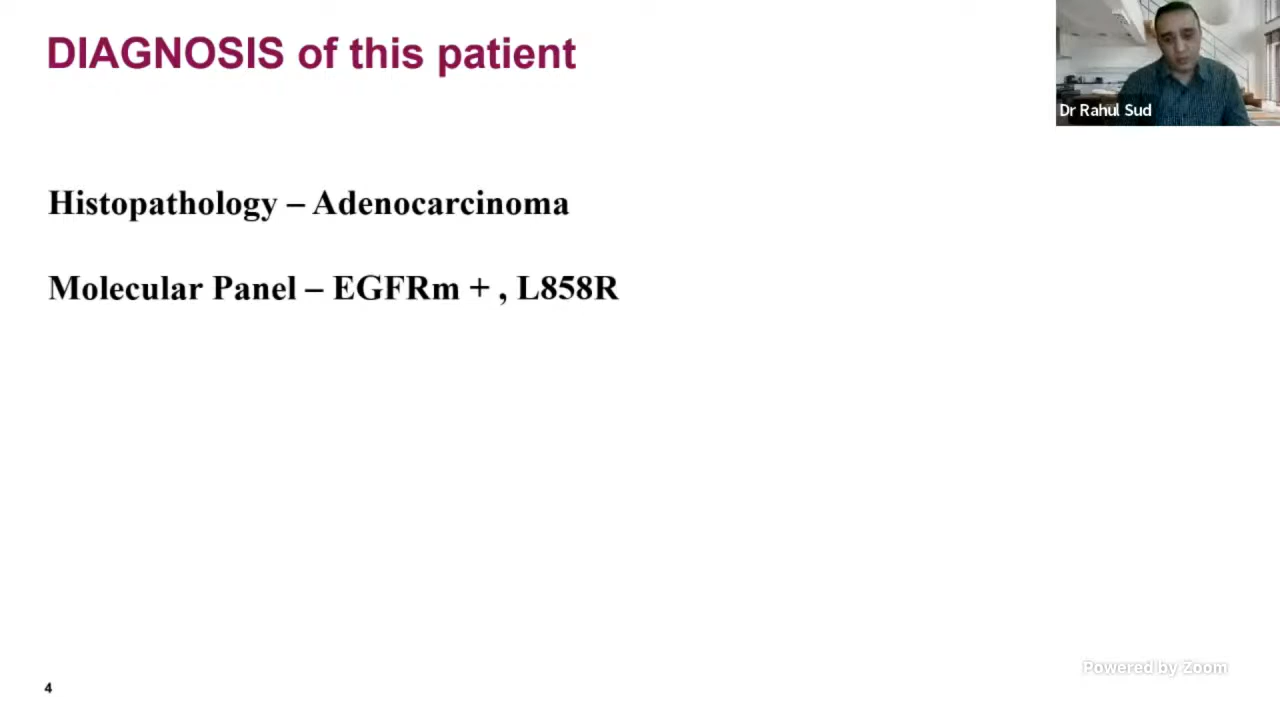 DIAGNOSIS of this patient
Dr Rahul Sud
Histopathology – Adenocarcinoma
Molecular Panel – EGFRm + , L858R
Powered by Zoom
4